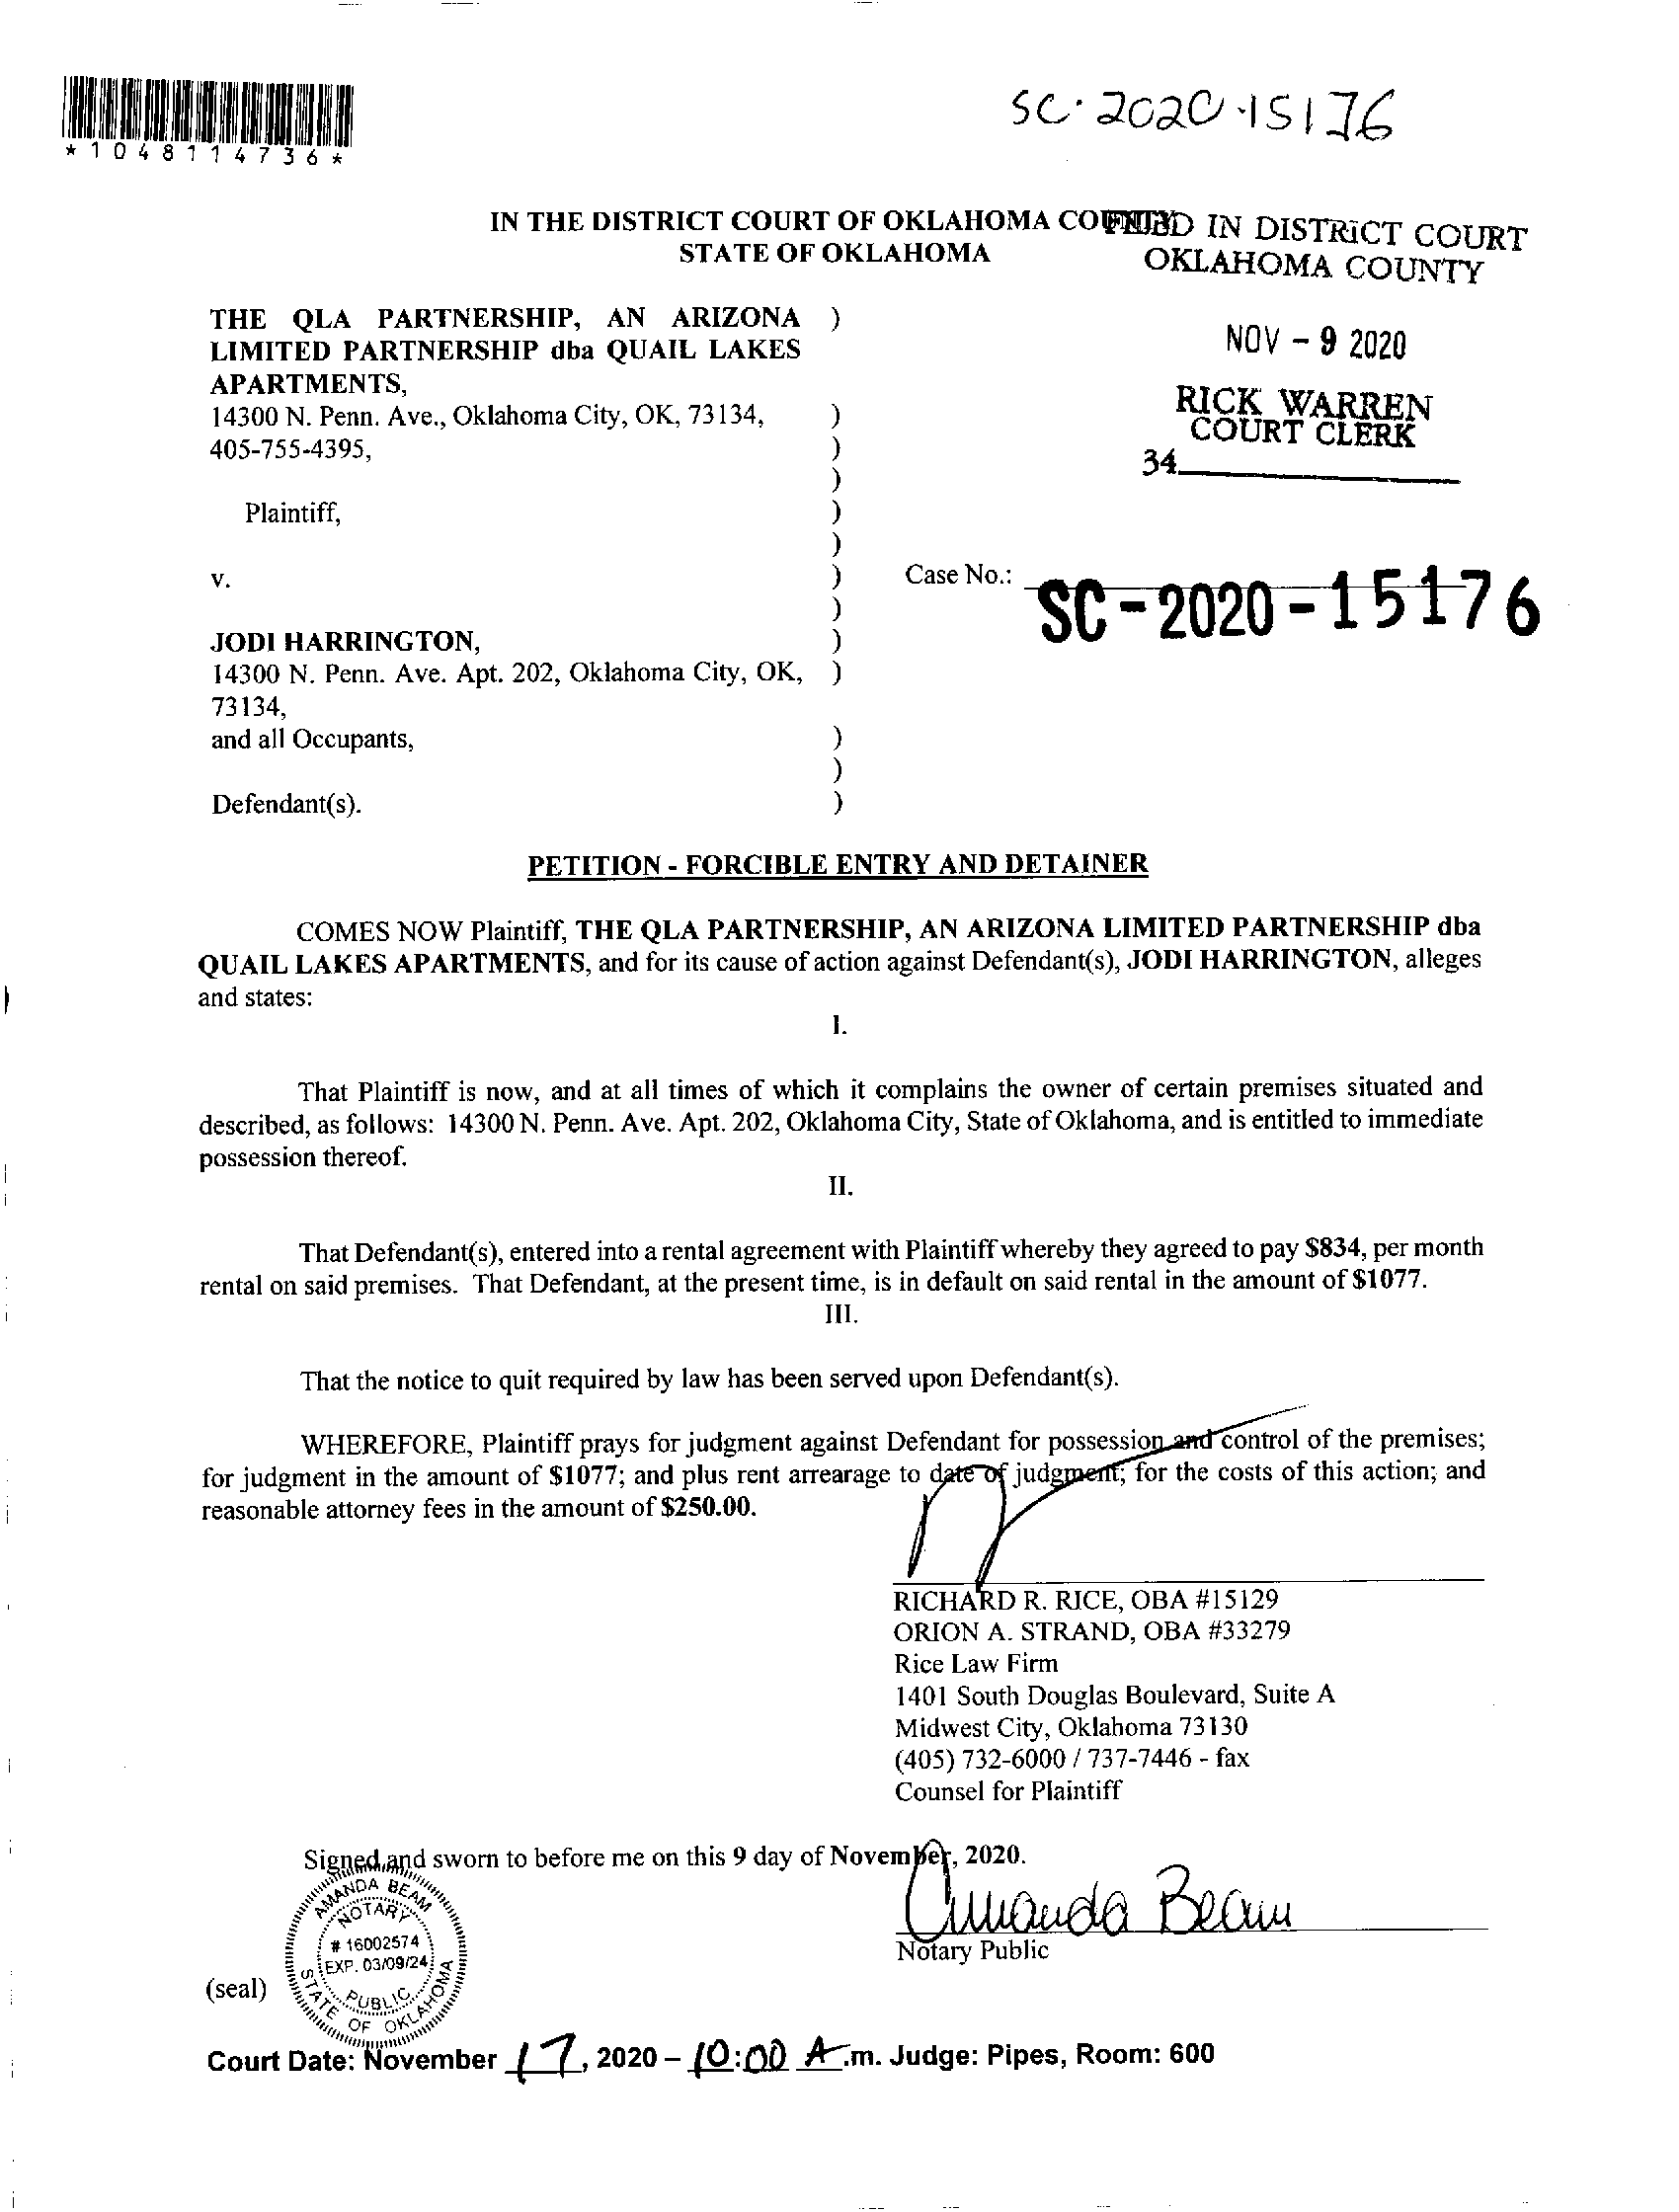 SC-2020-15176
*1048114736*
IN THE DISTRICT COURT OF OKLAHOMA COUNTY
STATE OF OKLAHOMA
FILED IN DISTRICT COURT
OKLAHOMA COUNTY
NOV - 9 2020
RICK WARREN
COURT CLERK
34
THE QLA PARTNERSHIP, AN ARIZONA )
LIMITED PARTNERSHIP dba QUAIL LAKES
APARTMENTS,
14300 N. Penn. Ave., Oklahoma City, OK, 73134, )
405-755-4395, )
)
Plaintiff, )
)
v. )
Case No.: SC-2020-15176
)
JODI HARRINGTON, )
14300 N. Penn. Ave. Apt. 202, Oklahoma City, OK, )
73134,
and all Occupants, )
)
Defendant(s). )
PETITION - FORCIBLE ENTRY AND DETAINER
COMES NOW Plaintiff, THE QLA PARTNERSHIP, AN ARIZONA LIMITED PARTNERSHIP dba
QUAIL LAKES APARTMENTS, and for its cause of action against Defendant(s), JODI HARRINGTON, alleges
and states:
I.
That Plaintiff is now, and at all times of which it complains the owner of certain premises situated and
described, as follows: 14300 N. Penn. Ave. Apt. 202, Oklahoma City, State of Oklahoma, and is entitled to immediate
possession thereof.
II.
That Defendant(s), entered into a rental agreement with Plaintiff whereby they agreed to pay $834, per month
rental on said premises. That Defendant, at the present time, is in default on said rental in the amount of $1077.
III.
That the notice to quit required by law has been served upon Defendant(s).
WHEREFORE, Plaintiff prays for judgment against Defendant for possession and control of the premises;
for judgment in the amount of $1077; and plus rent arrearage to date of judgment; for the costs of this action; and
reasonable attorney fees in the amount of $250.00.
RICHARD R. RICE, OBA #15129
ORION A. STRAND, OBA #33279
Rice Law Firm
1401 South Douglas Boulevard, Suite A
Midwest City, Oklahoma 73130
(405) 732-6000 / 737-7446 - fax
Counsel for Plaintiff
Signed and sworn to before me on this 9 day of November, 2020.
Amanda Beam
Notary Public
(seal)
AMANDA BEAM
NOTARY
# 16002574
EXP. 03/09/24
PUBLIC
STATE OF OKLAHOMA
Court Date: November 17, 2020 – 10:00 A.m. Judge: Pipes, Room: 600